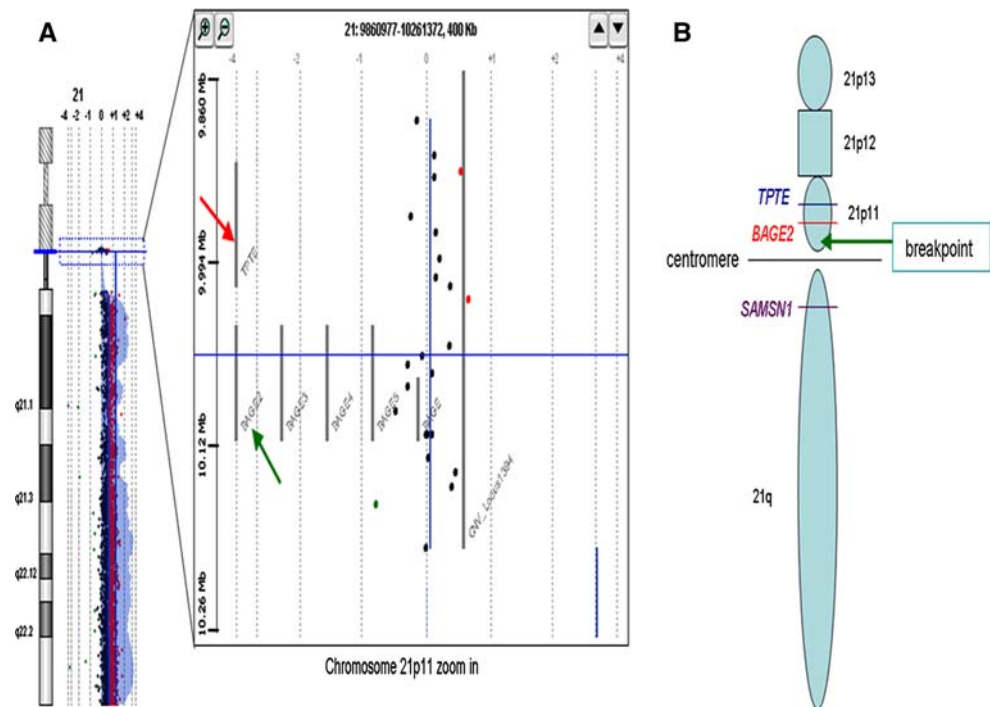 A
21
-4 -2 -1 0 +1 +2 +4
q21.1
q21.3
q22.12
q22.2
21: 9860977-10261372, 400 Kb
-4 -2 -1 0 +1 +2 +4
9.860 Mb
9.994 Mb
10.12 Mb
10.26 Mb
TPTE
BAGE2
BAGE3
BAGE4
BAGE5
BAGE
Chromosome 21p11 zoom in
B
21p13
21p12
TPTE
21p11
BAGE2
breakpoint
centromere
SAMSN1
21q